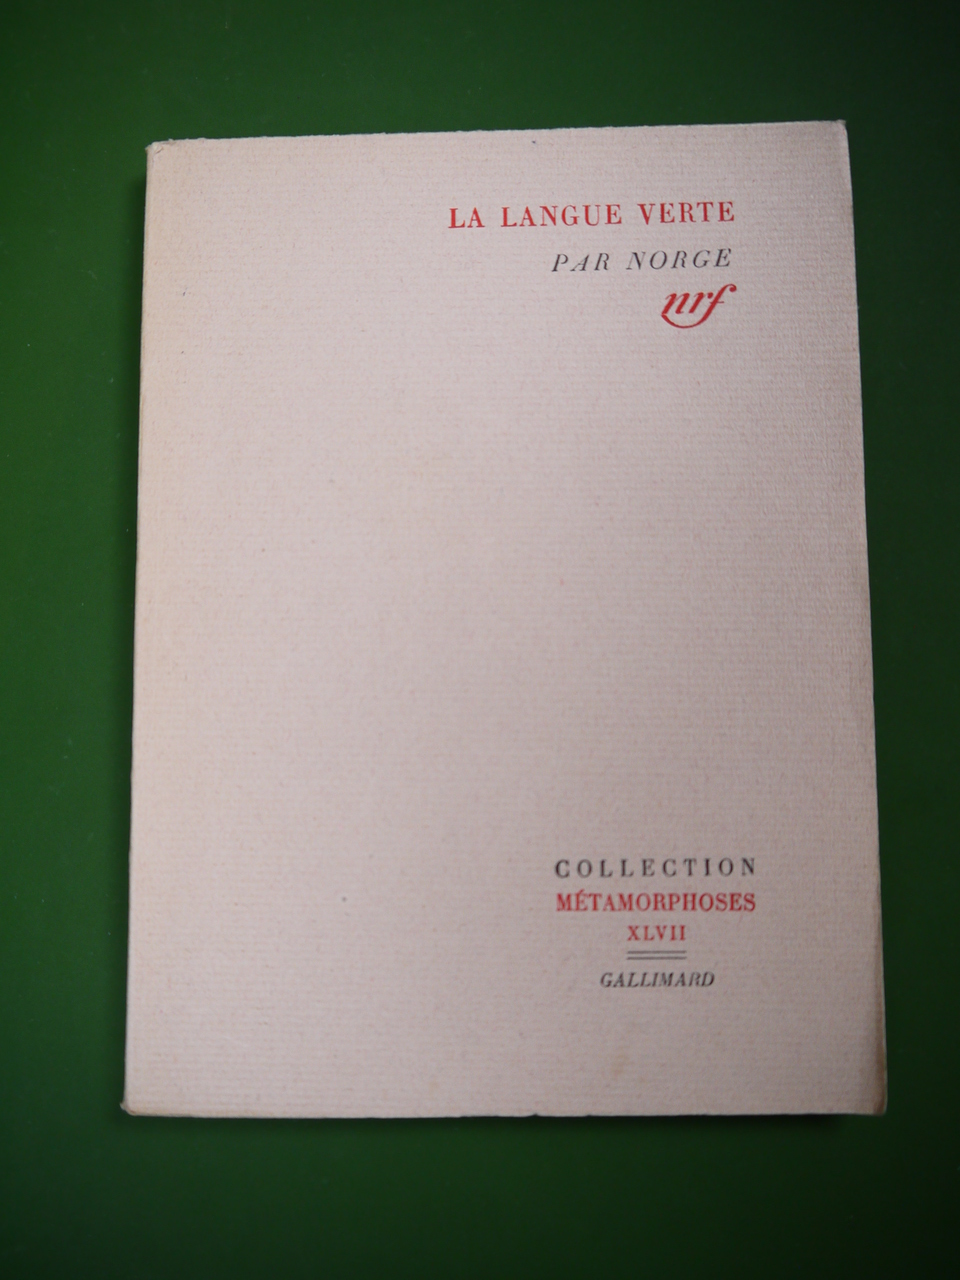 LA LANGUE VERTE
PAR NORGE
nrf
COLLECTION
MÉTAMORPHOSES
XLVII
GALLIMARD